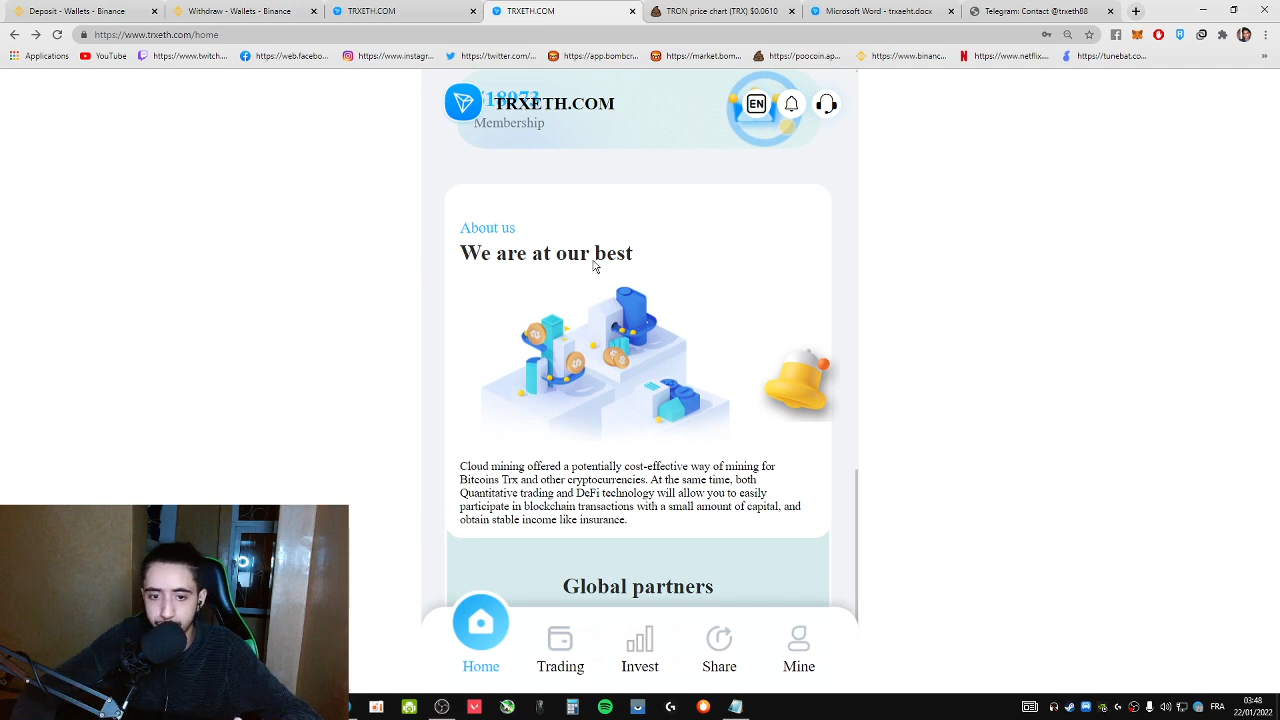 Deposit - Wallets - Binance
Withdraw - Wallets - Binance
TRXETH.COM
TRXETH.COM
TRON price chart (TRX) $0.0610
Microsoft Word - trxaeht.docx
Telegram: Contact @trxeth88
https://www.trxeth.com/home
Applications
YouTube
https://www.twitch...
https://web.faceboo...
https://www.instagr...
https://twitter.com/...
https://app.bombcr...
https://market.bom...
https://poocoin.ap...
https://www.binanc...
https://www.netflix...
https://tunebat.co...
TRXETH.COM
EN
Membership
About us
We are at our best
Cloud mining offered a potentially cost-effective way of mining for
Bitcoins Trx and other cryptocurrencies. At the same time, both
Quantitative trading and DeFi technology will allow you to easily
participate in blockchain transactions with a small amount of capital, and
obtain stable income like insurance.
Global partners
Home
Trading
Invest
Share
Mine
FRA
03:48
22/01/2022